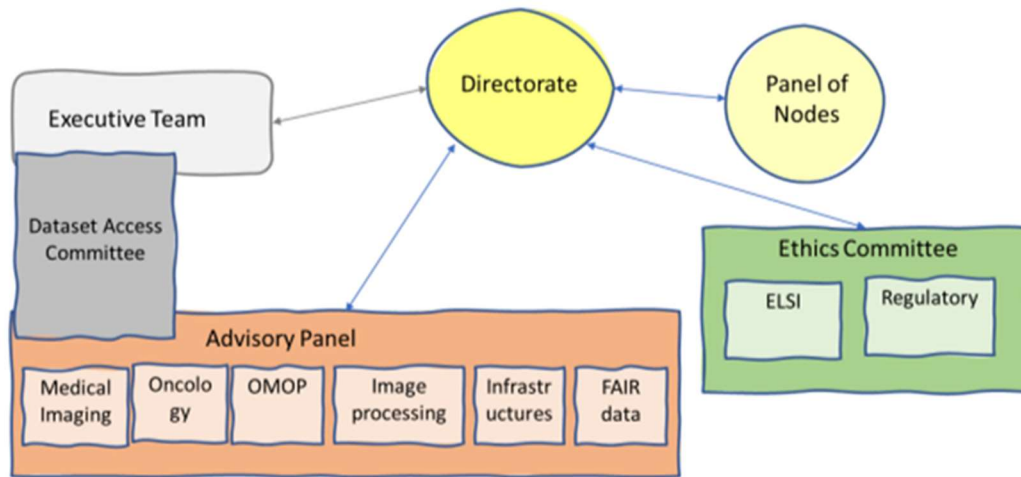 Directorate
Panel of
Nodes
Executive Team
Dataset Access
Committee
Ethics Committee
ELSI
Regulatory
Advisory Panel
Medical
Imaging
Oncolo
gy
OMOP
Image
processing
Infrastr
uctures
FAIR
data